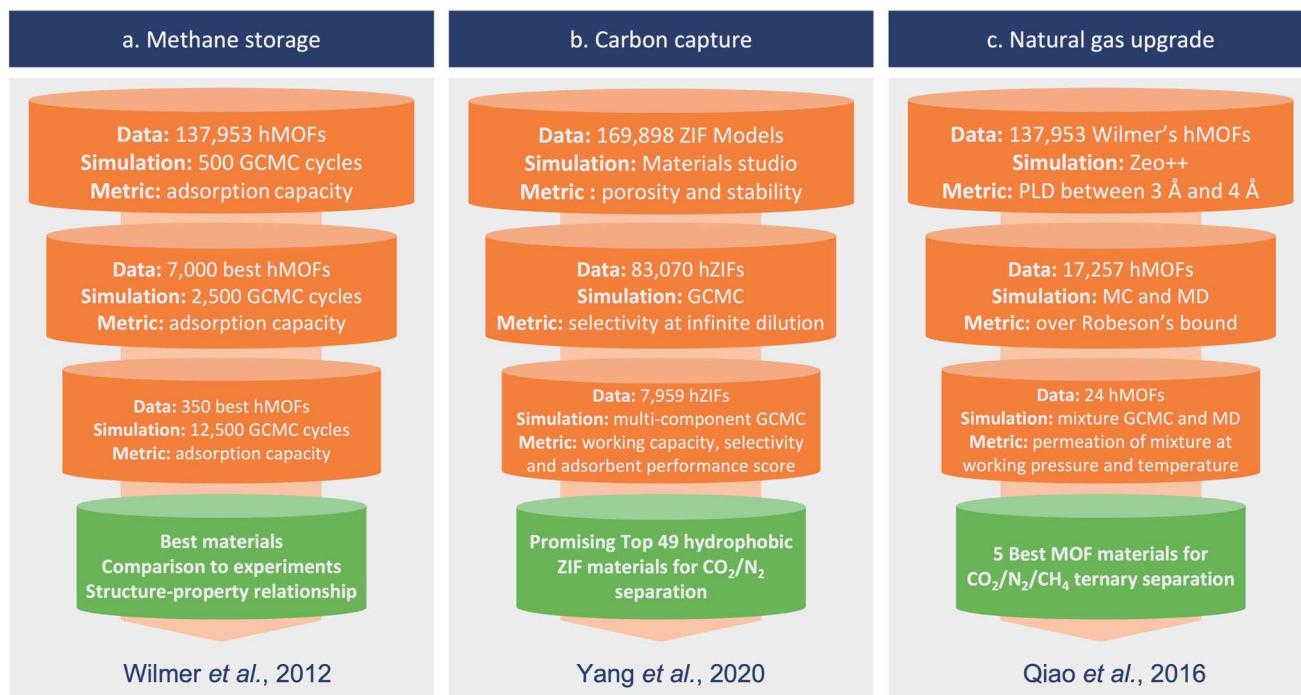 a. Methane storage
Data: 137,953 hMOFs
Simulation: 500 GCMC cycles
Metric: adsorption capacity
Data: 7,000 best hMOFs
Simulation: 2,500 GCMC cycles
Metric: adsorption capacity
Data: 350 best hMOFs
Simulation: 12,500 GCMC cycles
Metric: adsorption capacity
Best materials
Comparison to experiments
Structure-property relationship
Wilmer et al., 2012
b. Carbon capture
Data: 169,898 ZIF Models
Simulation: Materials studio
Metric : porosity and stability
Data: 83,070 hZIFs
Simulation: GCMC
Metric: selectivity at infinite dilution
Data: 7,959 hZIFs
Simulation: multi-component GCMC
Metric: working capacity, selectivity
and adsorbent performance score
Promising Top 49 hydrophobic
ZIF materials for CO₂/N₂
separation
Yang et al., 2020
c. Natural gas upgrade
Data: 137,953 Wilmer’s hMOFs
Simulation: Zeo++
Metric: PLD between 3 Å and 4 Å
Data: 17,257 hMOFs
Simulation: MC and MD
Metric: over Robeson’s bound
Data: 24 hMOFs
Simulation: mixture GCMC and MD
Metric: permeation of mixture at
working pressure and temperature
5 Best MOF materials for
CO₂/N₂/CH₄ ternary separation
Qiao et al., 2016